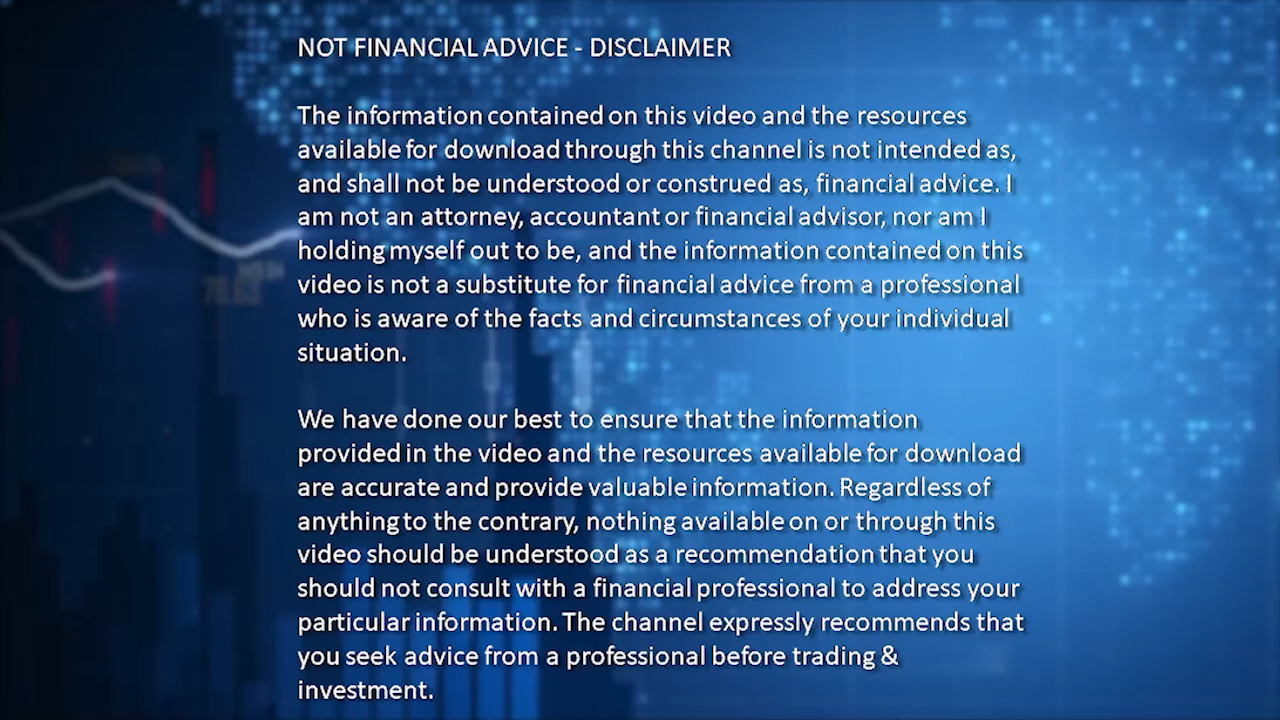 NOT FINANCIAL ADVICE - DISCLAIMER
The information contained on this video and the resources
available for download through this channel is not intended as,
and shall not be understood or construed as, financial advice. I
am not an attorney, accountant or financial advisor, nor am I
holding myself out to be, and the information contained on this
video is not a substitute for financial advice from a professional
who is aware of the facts and circumstances of your individual
situation.
We have done our best to ensure that the information
provided in the video and the resources available for download
are accurate and provide valuable information. Regardless of
anything to the contrary, nothing available on or through this
video should be understood as a recommendation that you
should not consult with a financial professional to address your
particular information. The channel expressly recommends that
you seek advice from a professional before trading &
investment.